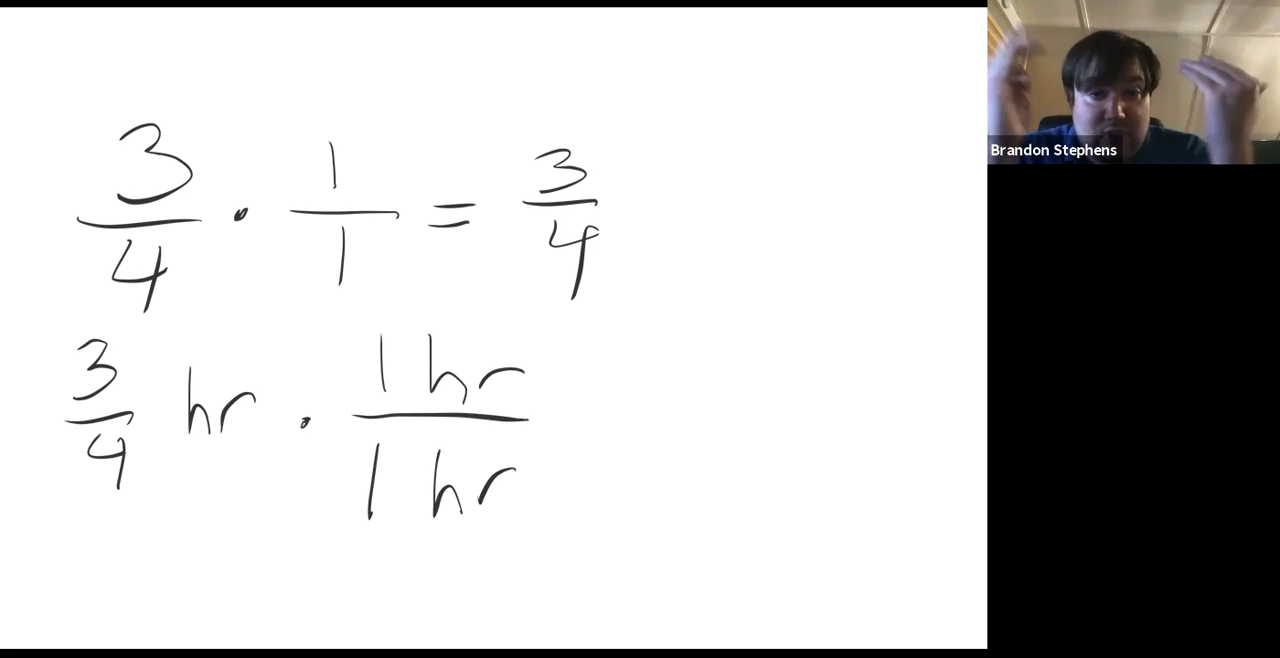 3/4 · 1/1 = 3/4
3/4 hr · 1 hr/1 hr
Brandon Stephens